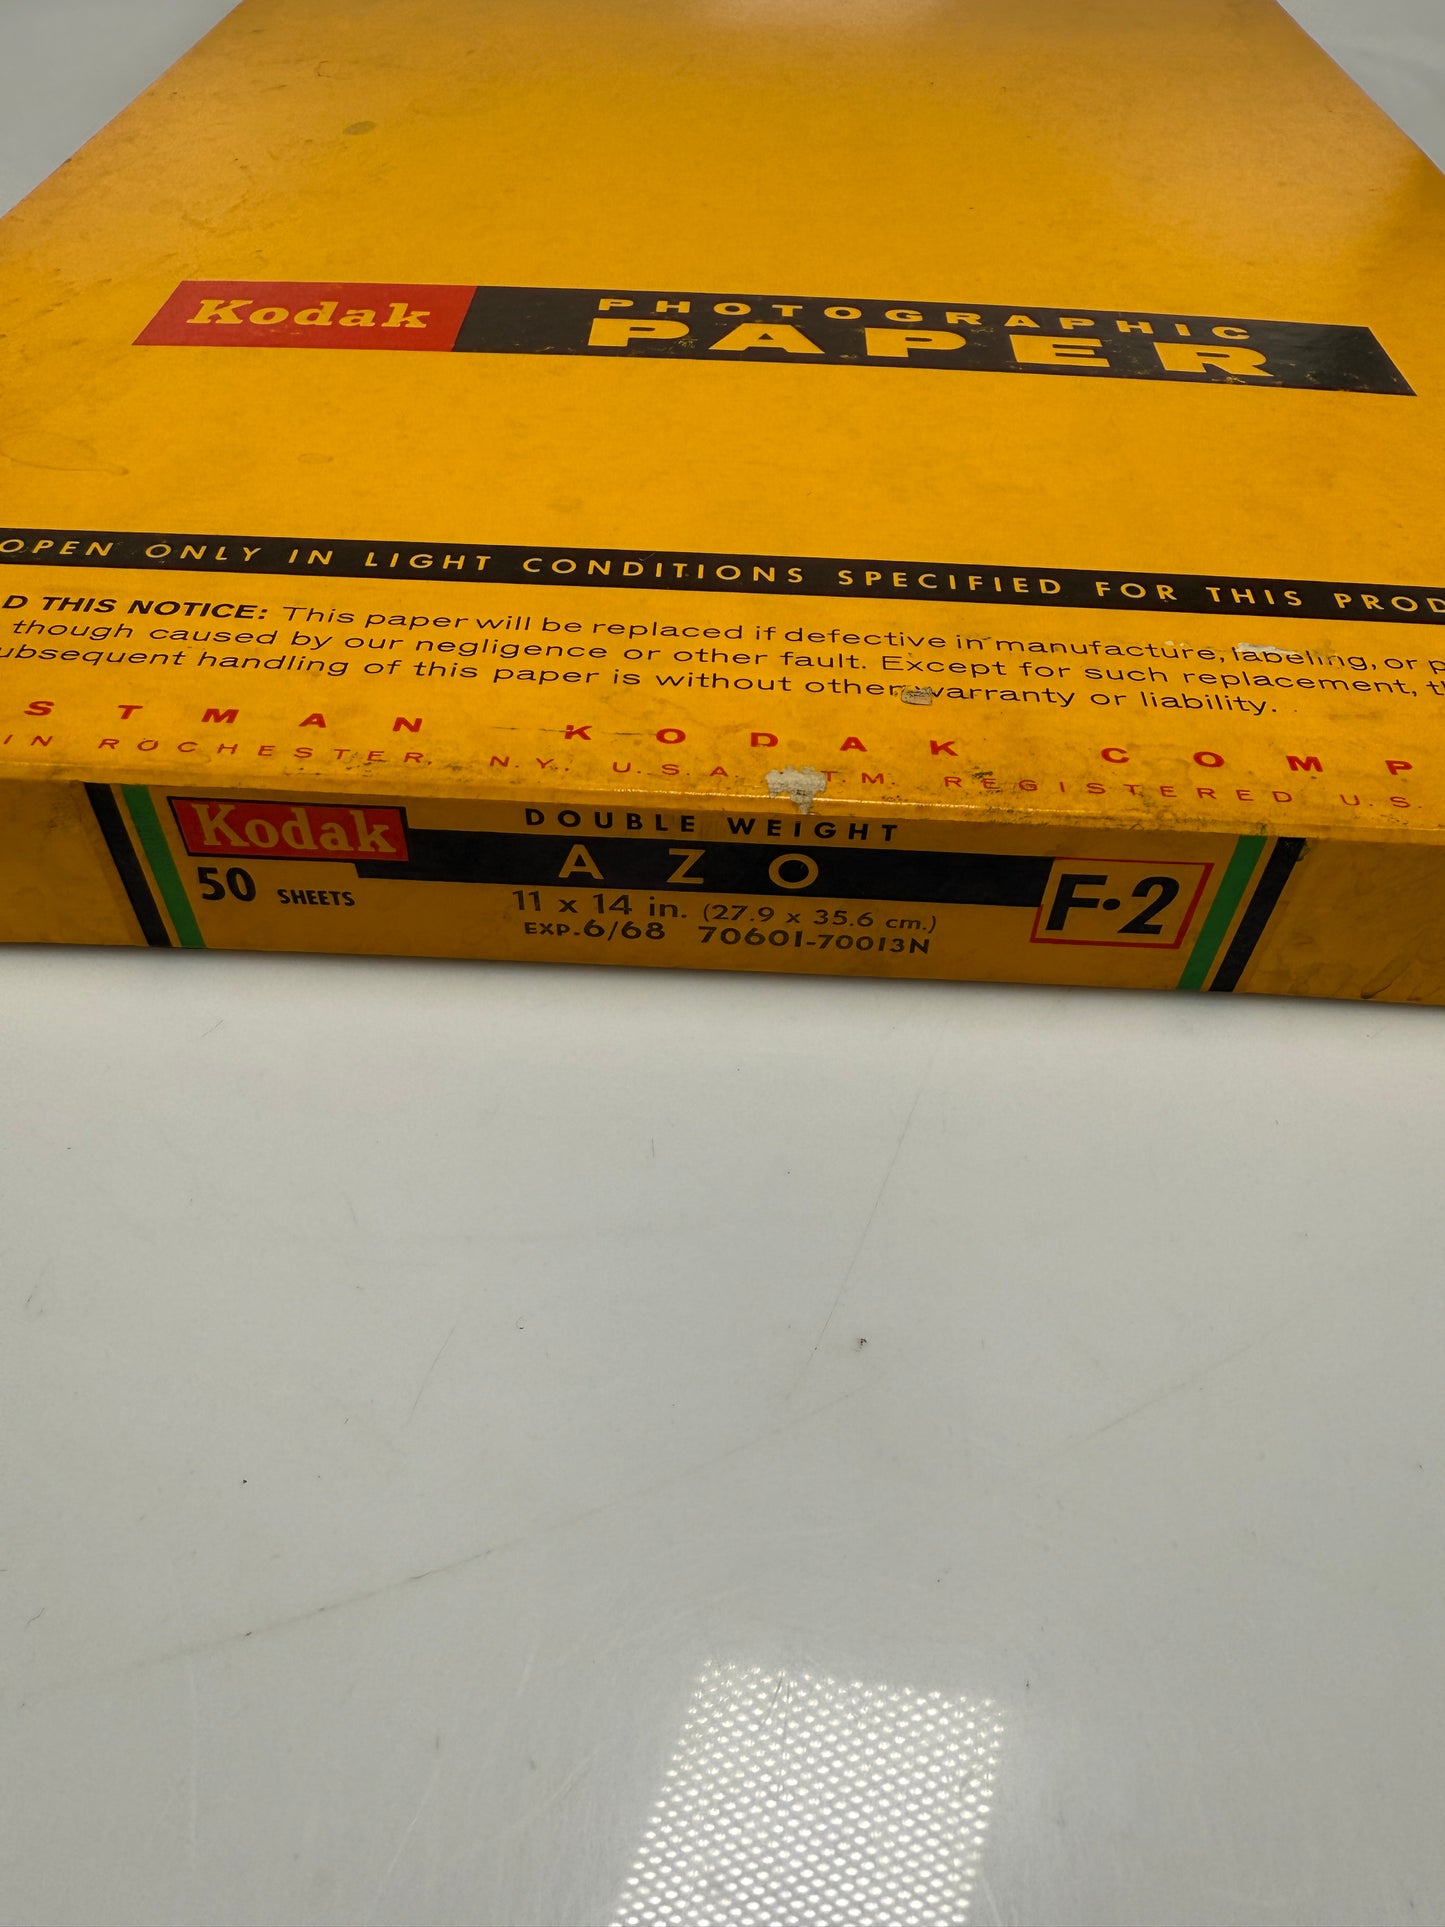 Kodak PHOTOGRAPHIC PAPER
OPEN ONLY IN LIGHT CONDITIONS SPECIFIED FOR THIS
THIS NOTICE: This paper will be replaced if defective in manufacture, labeling, or
though caused by our negligence or other fault. Except for such replacement,
handling of this paper is without other warranty or liability.
KODAK
IN ROCHESTER, N.Y. U.S.A. T.M. REGISTERED U.S.
Kodak
DOUBLE WEIGHT
AZO
50 SHEETS
11 x 14 in. (27.9 x 35.6 cm.)
EXP.6/68 70601-70013N
F•2